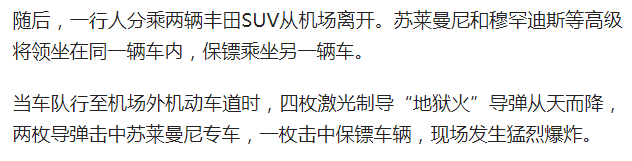 随后，一行人分乘两辆丰田SUV从机场离开。苏莱曼尼和穆罕迪斯等高级
将领坐在同一辆车内，保镖乘坐另一辆车。
当车队行至机场外机动车道时，四枚激光制导“地狱火”导弹从天而降，
两枚导弹击中苏莱曼尼专车，一枚击中保镖车辆，现场发生猛烈爆炸。